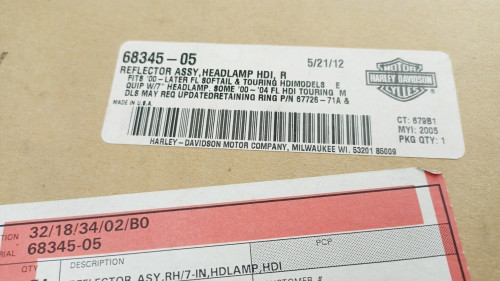 68345-05
5/21/12
REFLECTOR ASSY,HEADLAMP HDI, R
FITS '00-LATER FL SOFTAIL & TOURING HDIMODELS E
QUIP W/7" HEADLAMP. SOME '00-'04 FL HDI TOURING M
DLS MAY REQ UPDATEDRETAINING RING P/N 67726-71A &
MADE IN U.S.A.
MOTOR
HARLEY-DAVIDSON
CYCLES
CT: 679B1
MYI: 2005
PKG QTY: 1
HARLEY-DAVIDSON MOTOR COMPANY, MILWAUKEE WI. 53201 85009
32/18/34/02/B0
68345-05
PCP
QTY
DESCRIPTION
REFLECTOR ASY,RH/7-IN,HDLAMP,HDI
CUSTOMER #